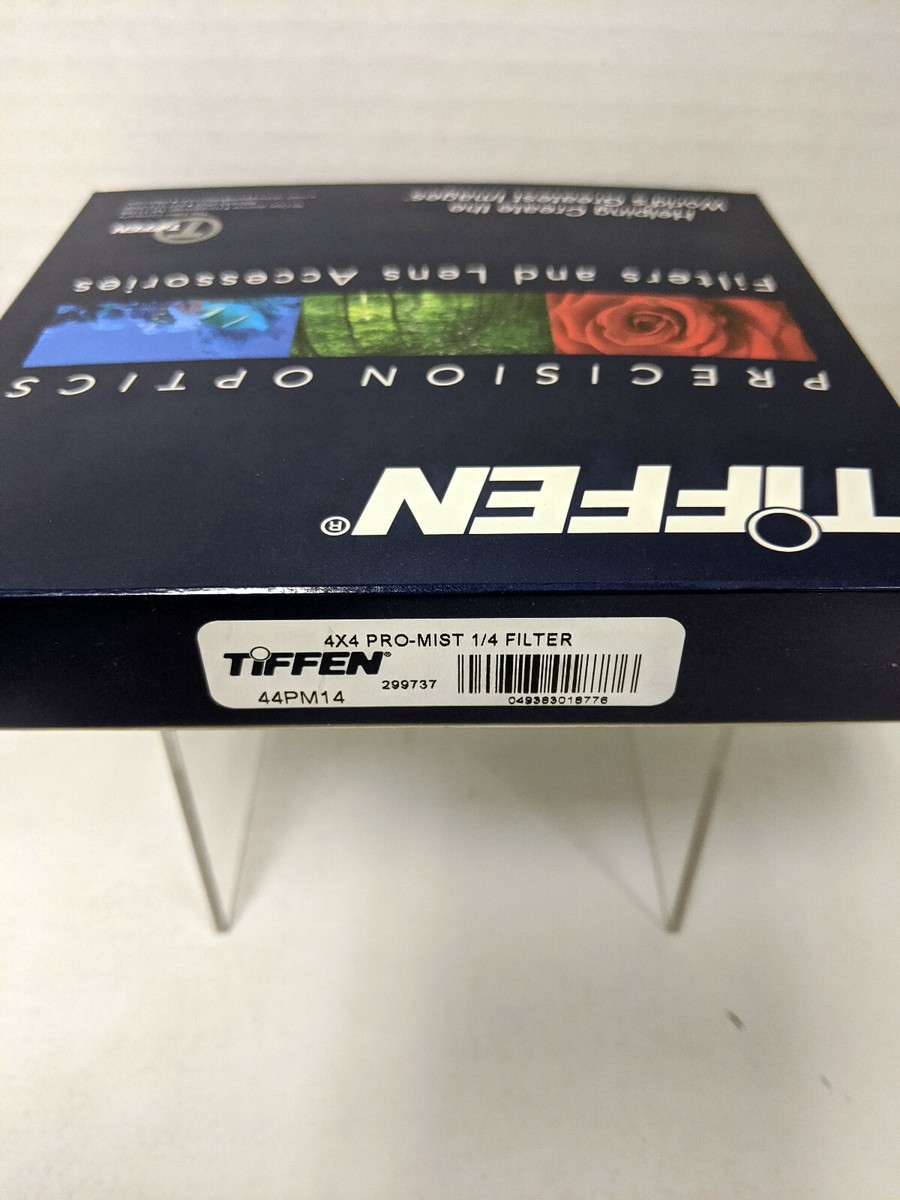 Helping Create the
World's Greatest Images
TIFFEN
Filters and Lens Accessories
PRECISION OPTICS
TIFFEN®
4X4 PRO-MIST 1/4 FILTER
TIFFEN®
299737
44PM14
049383018776